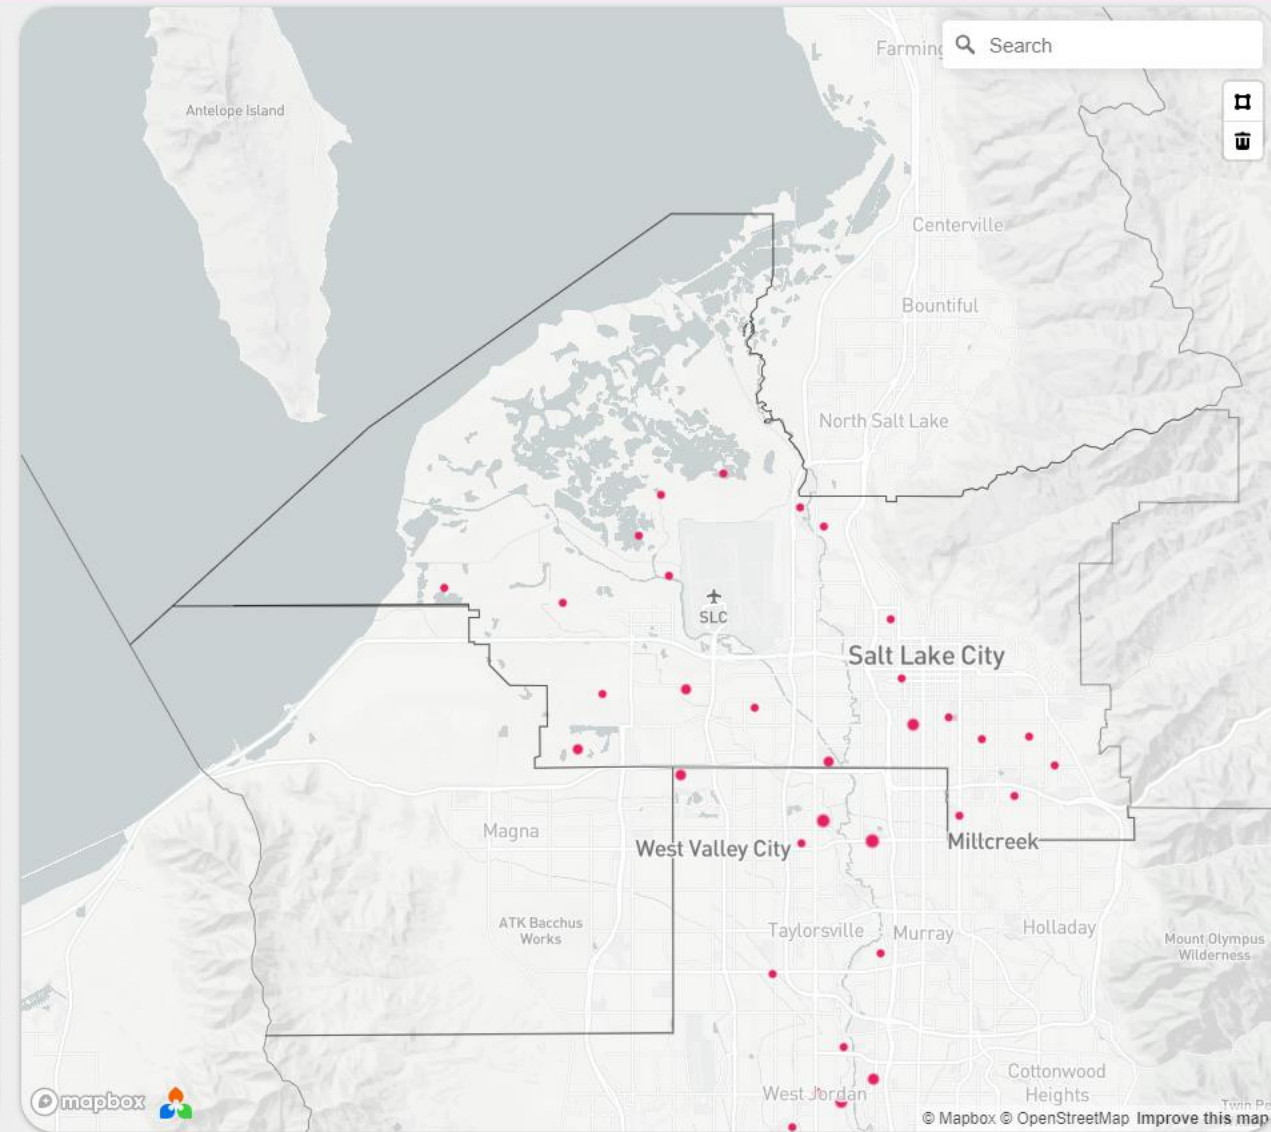 Search
Farming
Antelope Island
Centerville
Bountiful
North Salt Lake
SLC
Salt Lake City
Magna
West Valley City
Millcreek
ATK Bacchus
Works
Taylorsville
Murray
Holladay
Mount Olympus
Wilderness
West Jordan
Cottonwood
Heights
mapbox
© Mapbox © OpenStreetMap Improve this map